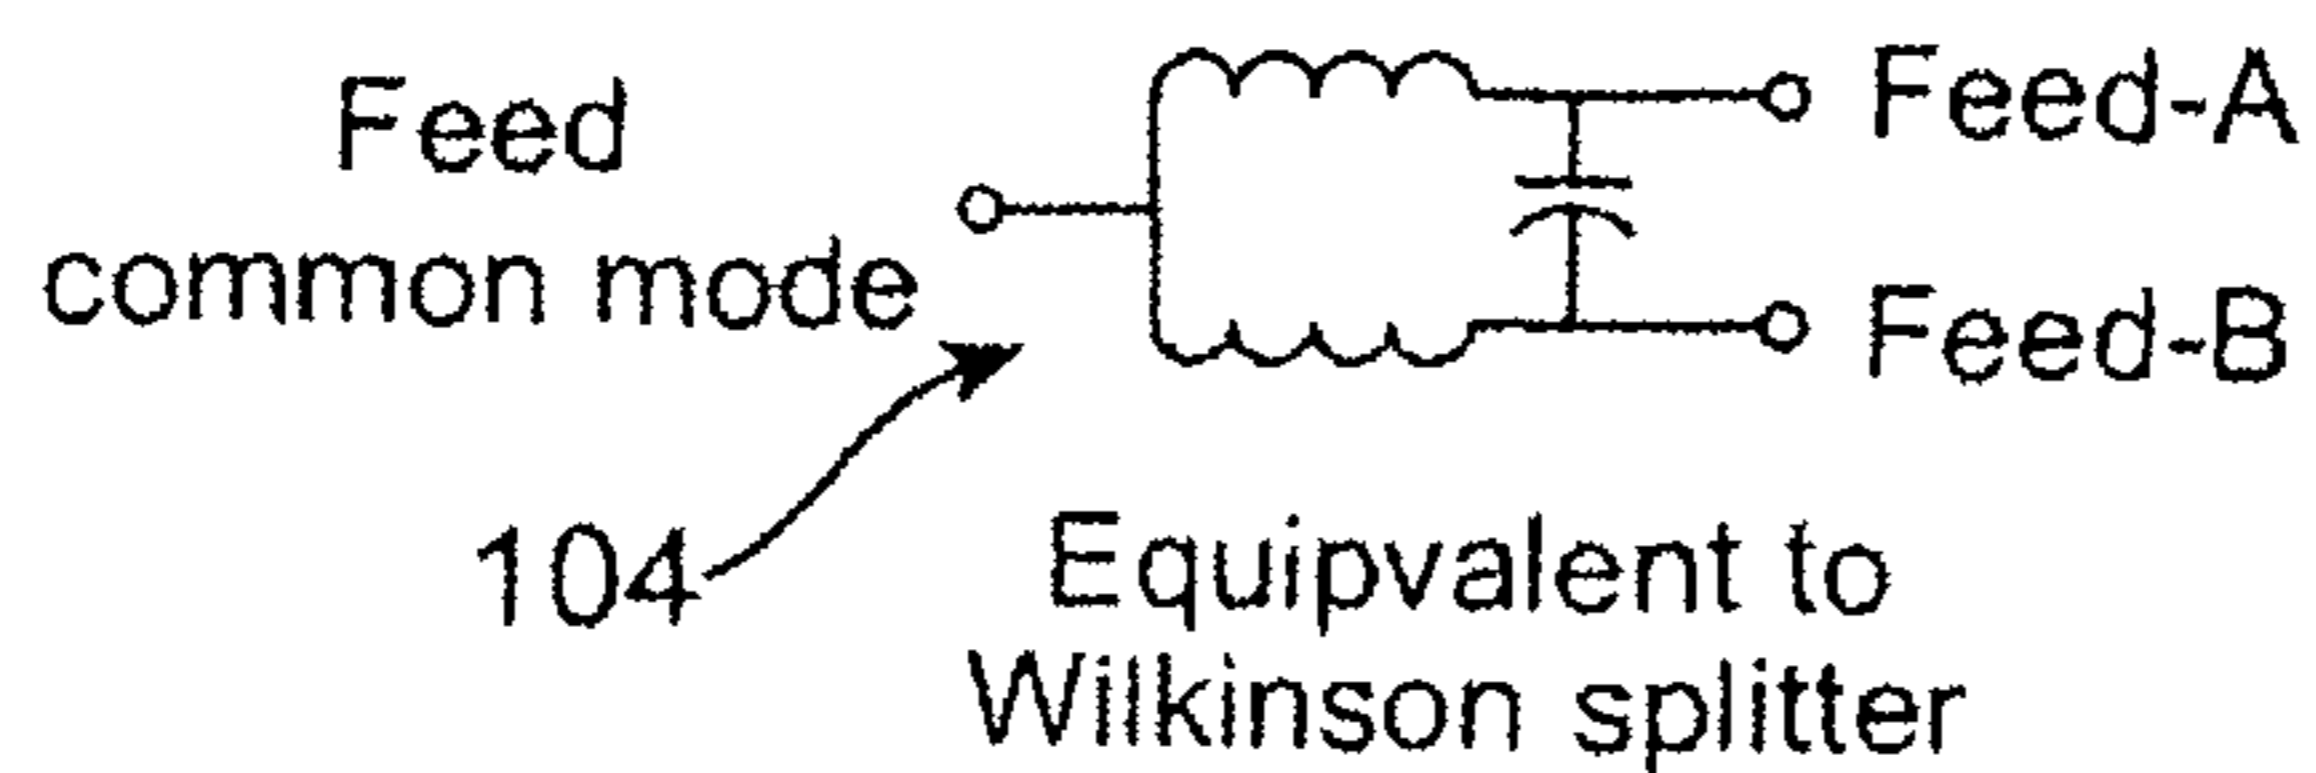 Feed
common mode
Feed-A
Feed-B
104
Equipvalent to
Wilkinson splitter